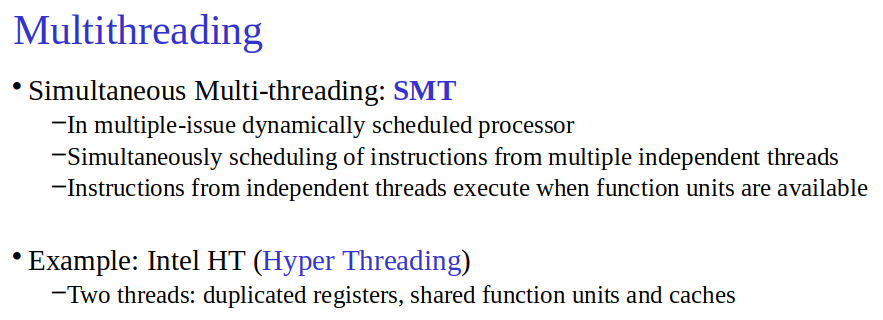 Multithreading
• Simultaneous Multi-threading: SMT
–In multiple-issue dynamically scheduled processor
–Simultaneously scheduling of instructions from multiple independent threads
–Instructions from independent threads execute when function units are available
• Example: Intel HT (Hyper Threading)
–Two threads: duplicated registers, shared function units and caches